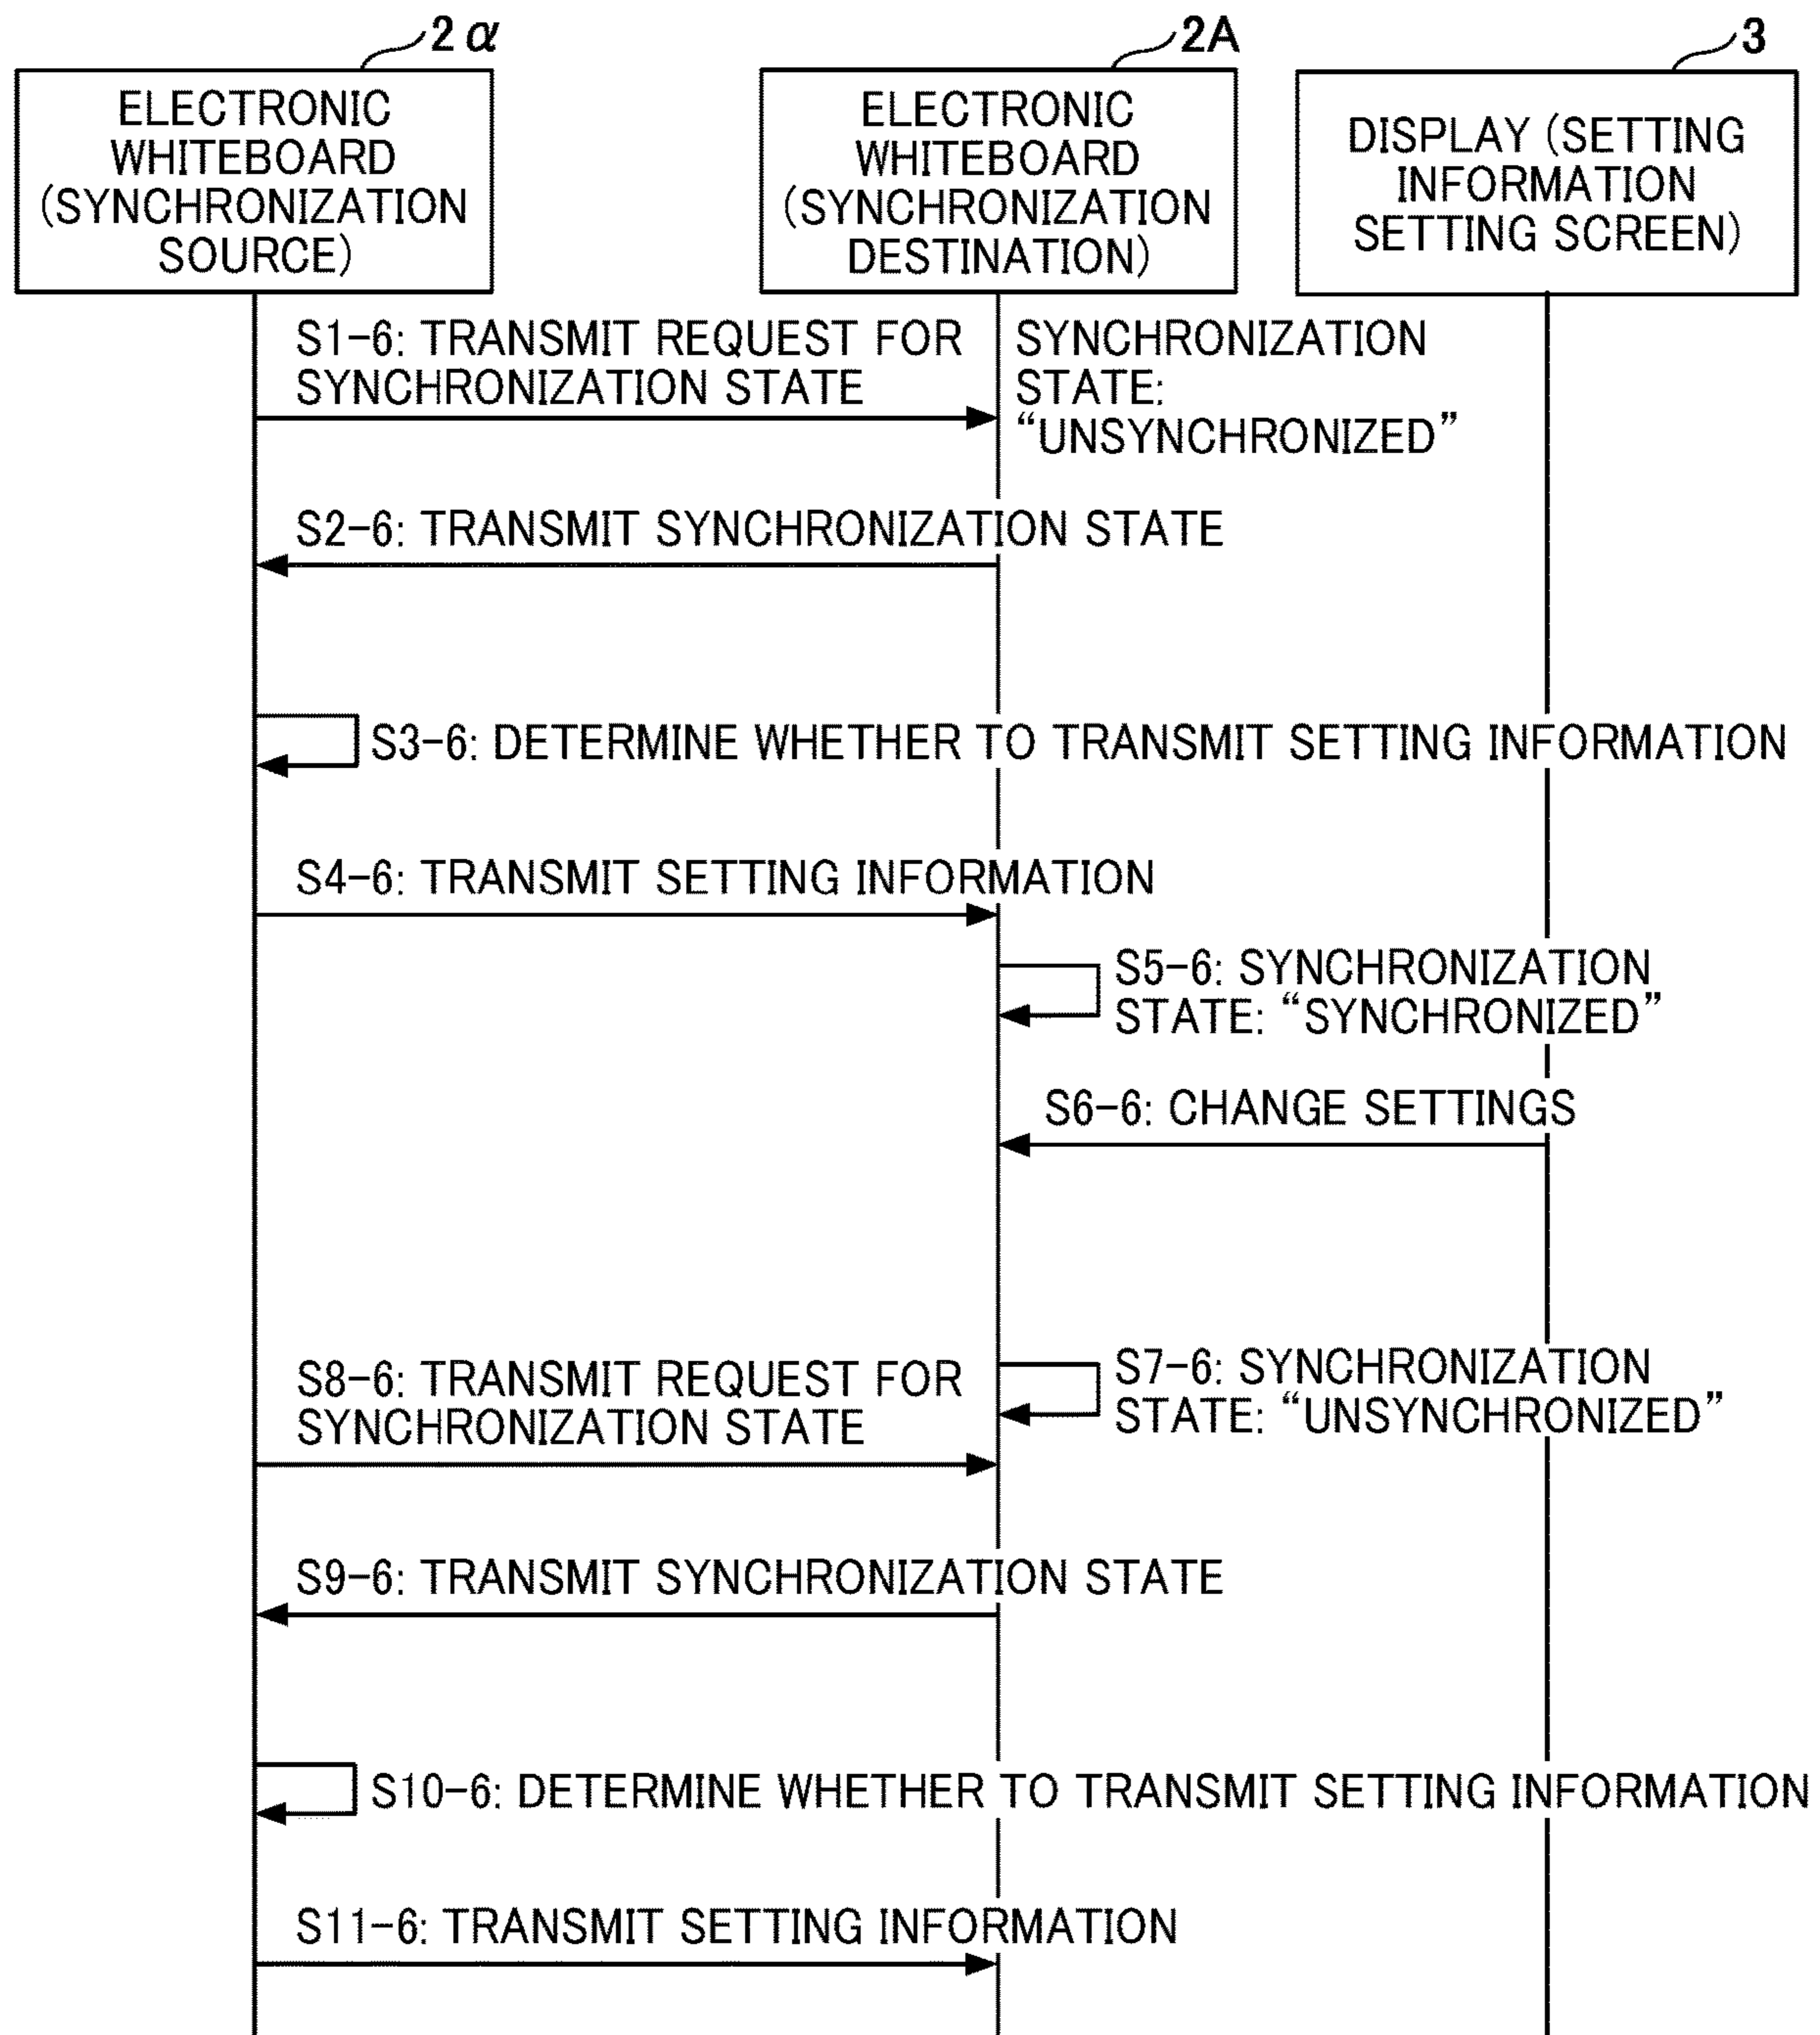 2α
2A
3
ELECTRONIC
WHITEBOARD
(SYNCHRONIZATION
SOURCE)
ELECTRONIC
WHITEBOARD
(SYNCHRONIZATION
DESTINATION)
DISPLAY (SETTING
INFORMATION
SETTING SCREEN)
S1-6: TRANSMIT REQUEST FOR
SYNCHRONIZATION STATE
SYNCHRONIZATION
STATE:
“UNSYNCHRONIZED”
S2-6: TRANSMIT SYNCHRONIZATION STATE
S3-6: DETERMINE WHETHER TO TRANSMIT SETTING INFORMATION
S4-6: TRANSMIT SETTING INFORMATION
S5-6: SYNCHRONIZATION
STATE: “SYNCHRONIZED”
S6-6: CHANGE SETTINGS
S7-6: SYNCHRONIZATION
STATE: “UNSYNCHRONIZED”
S8-6: TRANSMIT REQUEST FOR
SYNCHRONIZATION STATE
S9-6: TRANSMIT SYNCHRONIZATION STATE
S10-6: DETERMINE WHETHER TO TRANSMIT SETTING INFORMATION
S11-6: TRANSMIT SETTING INFORMATION